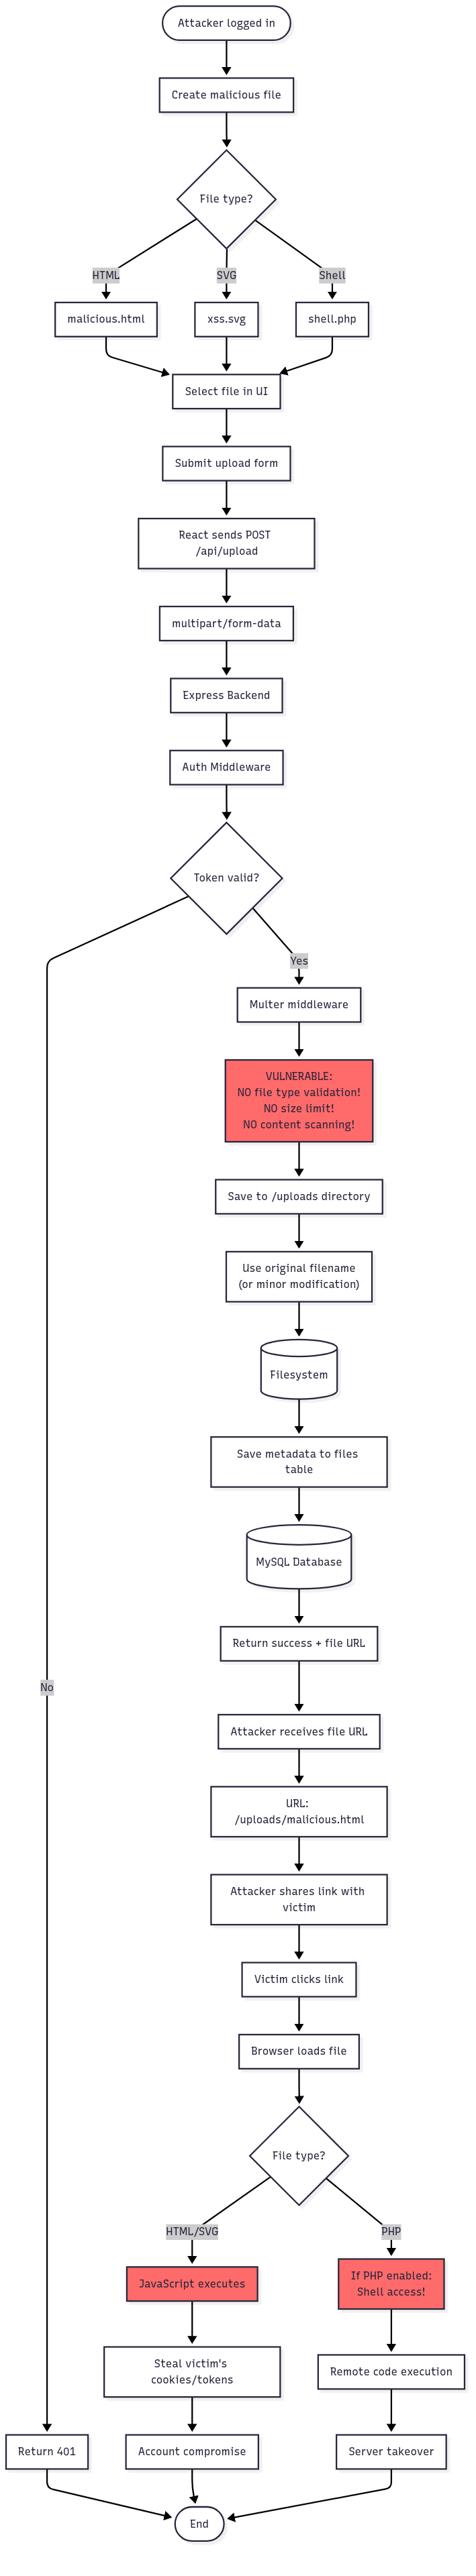 Attacker logged in
Create malicious file
File type?
HTML
SVG
Shell
malicious.html
xss.svg
shell.php
Select file in UI
Submit upload form
React sends POST
/api/upload
multipart/form-data
Express Backend
Auth Middleware
Token valid?
Yes
Multer middleware
VULNERABLE:
NO file type validation!
NO size limit!
NO content scanning!
Save to /uploads directory
Use original filename
(or minor modification)
Filesystem
Save metadata to files
table
MySQL Database
Return success + file URL
No
Attacker receives file URL
URL:
/uploads/malicious.html
Attacker shares link with
victim
Victim clicks link
Browser loads file
File type?
HTML/SVG
PHP
JavaScript executes
If PHP enabled:
Shell access!
Steal victim's
cookies/tokens
Remote code execution
Return 401
Account compromise
Server takeover
End